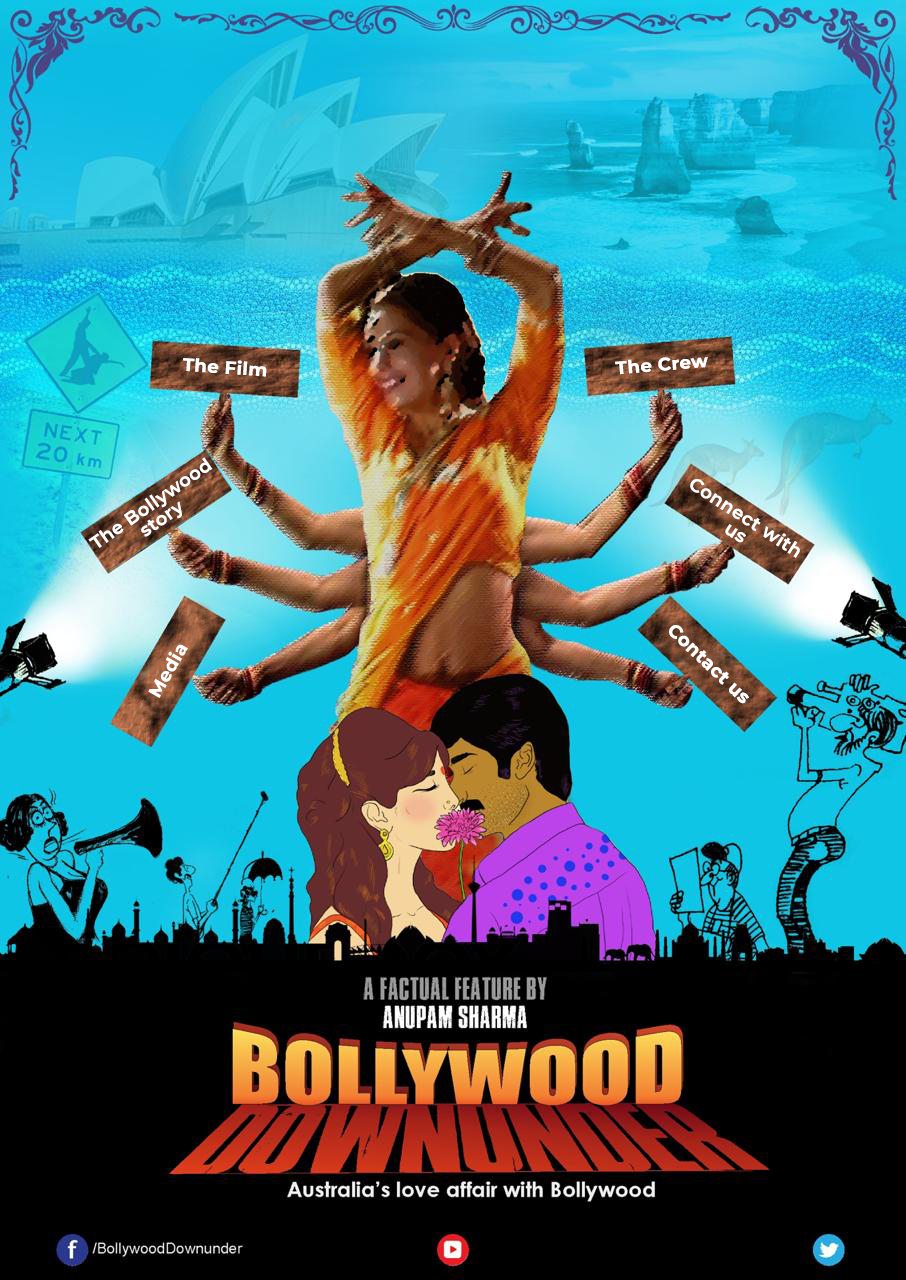 The Film
The Crew
NEXT
20 km
The Bollywood
story
Connect with
us
Media
Contact us
A FACTUAL FEATURE BY
ANUPAM SHARMA
BOLLYWOOD
DOWNUNDER
Australia's love affair with Bollywood
f /BollywoodDownunder